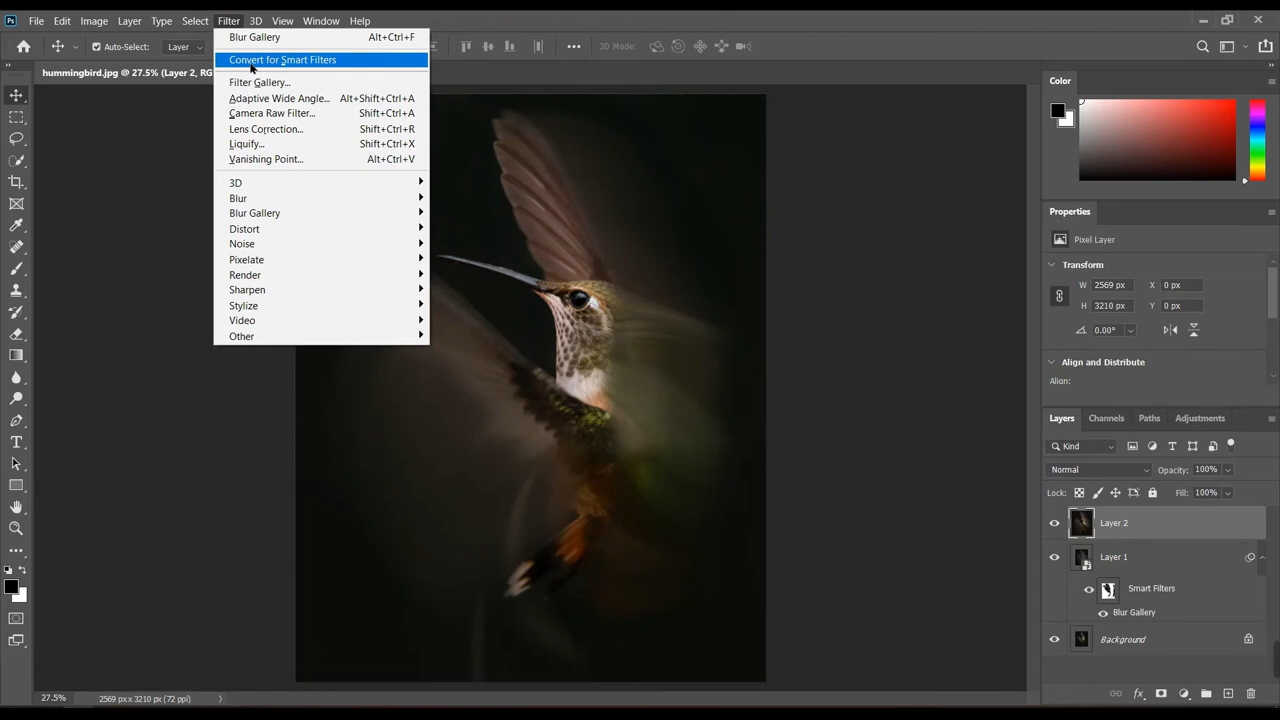 Ps File Edit Image Layer Type Select Filter 3D View Window Help
Auto-Select: Layer 3D Mode:
Blur Gallery Alt+Ctrl+F
Convert for Smart Filters
Filter Gallery...
Adaptive Wide Angle... Alt+Shift+Ctrl+A
Camera Raw Filter... Shift+Ctrl+A
Lens Correction... Shift+Ctrl+R
Liquify... Shift+Ctrl+X
Vanishing Point... Alt+Ctrl+V
3D
Blur
Blur Gallery
Distort
Noise
Pixelate
Render
Sharpen
Stylize
Video
Other
hummingbird.jpg @ 27.5% (Layer 2, RG
Color
Properties
Pixel Layer
Transform
W 2569 px X 0 px
H 3210 px Y 0 px
0.00°
Align and Distribute
Align:
Layers Channels Paths Adjustments
Kind
Normal Opacity: 100%
Lock: Fill: 100%
Layer 2
Layer 1
Smart Filters
Blur Gallery
Background
27.5% 2569 px x 3210 px (72 ppi)